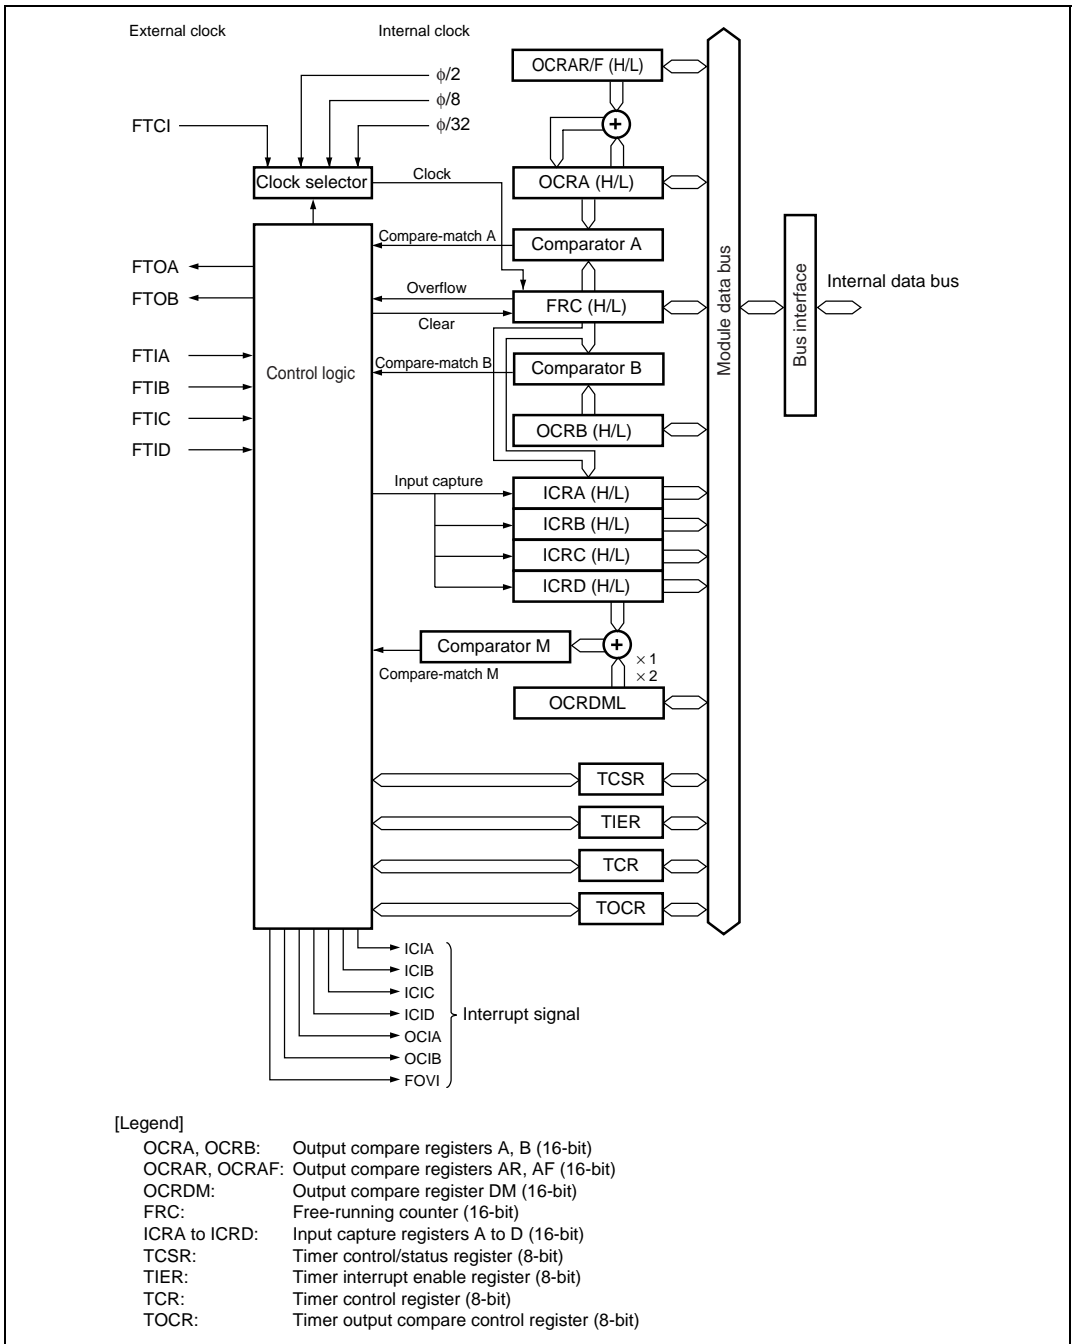 External clock
Internal clock
ϕ/2
ϕ/8
ϕ/32
FTCI
Clock selector
Clock
OCRAR/F (H/L)
+
OCRA (H/L)
Compare-match A
Comparator A
FTOA
FTOB
Overflow
FRC (H/L)
Clear
FTIA
FTIB
FTIC
FTID
Control logic
Compare-match B
Comparator B
OCRB (H/L)
Input capture
ICRA (H/L)
ICRB (H/L)
ICRC (H/L)
ICRD (H/L)
Comparator M
+
× 1
× 2
Compare-match M
OCRDML
TCSR
TIER
TCR
TOCR
Module data bus
Bus interface
Internal data bus
ICIA
ICIB
ICIC
ICID
OCIA
OCIB
FOVI
Interrupt signal
[Legend]
OCRA, OCRB: Output compare registers A, B (16-bit)
OCRAR, OCRAF: Output compare registers AR, AF (16-bit)
OCRDM: Output compare register DM (16-bit)
FRC: Free-running counter (16-bit)
ICRA to ICRD: Input capture registers A to D (16-bit)
TCSR: Timer control/status register (8-bit)
TIER: Timer interrupt enable register (8-bit)
TCR: Timer control register (8-bit)
TOCR: Timer output compare control register (8-bit)